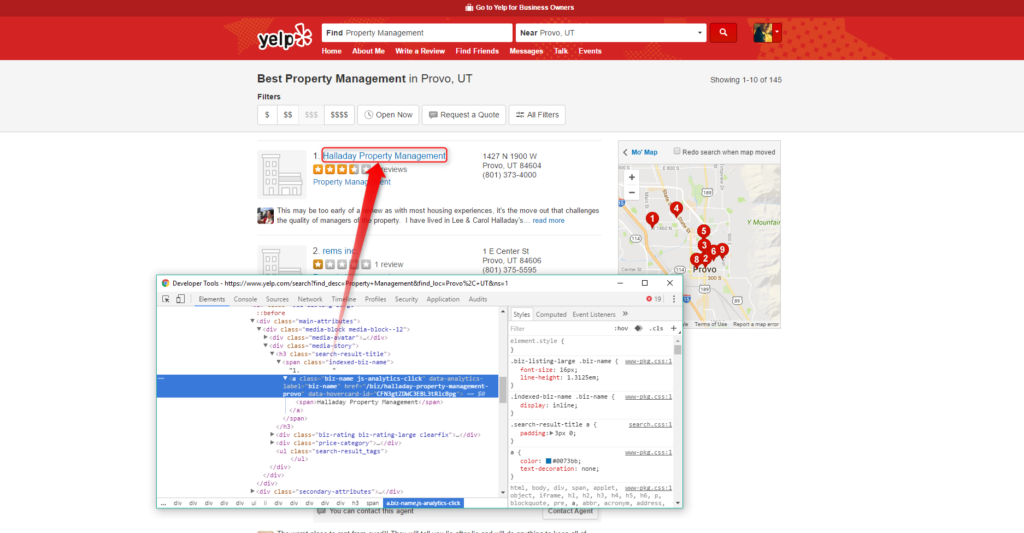 Go to Yelp for Business Owners
yelp
Find Property Management
Near Provo, UT
Home About Me Write a Review Find Friends Messages Talk Events
Best Property Management in Provo, UT
Showing 1-10 of 145
Filters
$ $$ $$$ $$$$ Open Now Request a Quote All Filters
1. Halladay Property Management
reviews
Property Management
1427 N 1900 W
Provo, UT 84604
(801) 373-4000
This may be too early of a review as with most housing experiences, it's the move out that challenges
the quality of managers of the property. I have lived in Lee & Carol Halladay's... read more
2. rems inc
1 review
1 E Center St
Provo, UT 84606
(801) 375-5595
Mo' Map Redo search when map moved
+
−
1
4
5
3
6
9
8
2
Provo
Y Mountain
Terms of Use Report a map error
Developer Tools - https://www.yelp.com/search?find_desc=Property+Management&find_loc=Provo%2C+UT&ns=1
Elements Console Sources Network Timeline Profiles Security Application Audits
19
::before
<div class="main-attributes">
<div class="media-block media-block--12">
<div class="media-avatar">…</div>
<div class="media-story">
<h3 class="search-result-title">
<span class="indexed-biz-name">
"1.
"
<a class="biz-name js-analytics-click" data-analytics-
label="biz-name" href="/biz/halladay-property-management-
provo" == $0
<span>Halladay Property Management</span>
</a>
</span>
</h3>
<div class="biz-rating biz-rating-large clearfix">…</div>
<div class="price-category">…</div>
<ul class="search-result_tags">
</ul>
</div>
</div>
<div class="secondary-attributes">…</div>
... div div div div div ul li div div div div h3 span a.biz-name.js-analytics-click
Styles Computed Event Listeners »
Filter :hov .cls +
element.style {
}
.biz-listing-large .biz-name { www-pkg.css:1
font-size: 16px;
line-height: 1.3125em;
}
.indexed-biz-name .biz-name { www-pkg.css:1
display: inline;
}
.search-result-title a { search.css:1
padding: 3px 0;
}
a { www-pkg.css:1
color: #0073bb;
text-decoration: none;
}
html, body, div, span, applet, www-pkg.css:1
object, iframe, h1, h2, h3, h4, h5, h6, p,
blockquote, pre, a, abbr, acronym, address,
You can contact this agent
Contact Agent